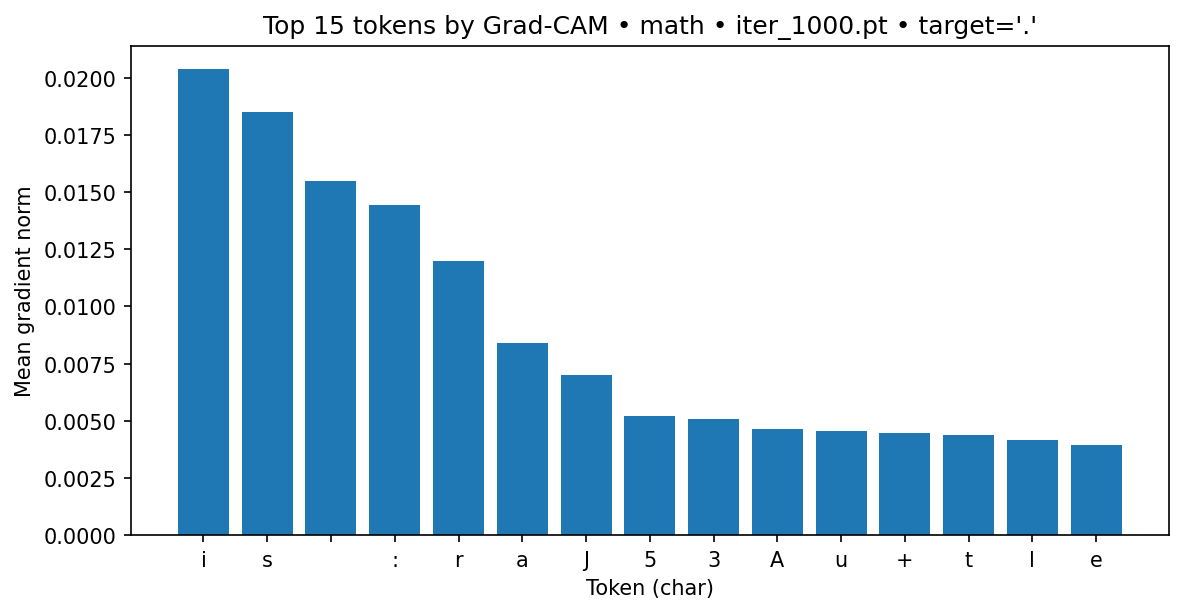 Top 15 tokens by Grad-CAM • math • iter_1000.pt • target='.'
Mean gradient norm
0.0200
0.0175
0.0150
0.0125
0.0100
0.0075
0.0050
0.0025
0.0000
i s : r a J 5 3 A u + t l e
Token (char)